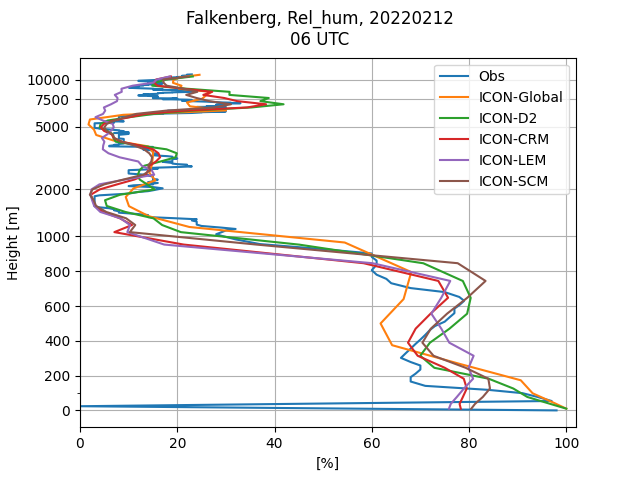 Falkenberg, Rel_hum, 20220212
06 UTC
Obs
ICON-Global
ICON-D2
ICON-CRM
ICON-LEM
ICON-SCM
10000
7500
5000
2000
1000
800
600
400
200
0
Height [m]
0 20 40 60 80 100
[%]